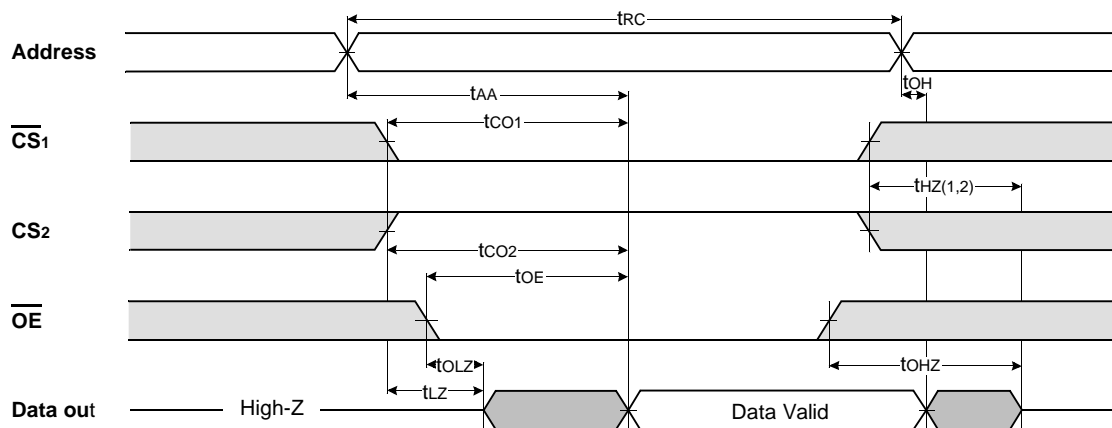 tRC
Address
tOH
tAA
tCO1
CS1
tHZ(1,2)
CS2
tCO2
tOE
OE
tOLZ
tOHZ
tLZ
Data out High-Z Data Valid